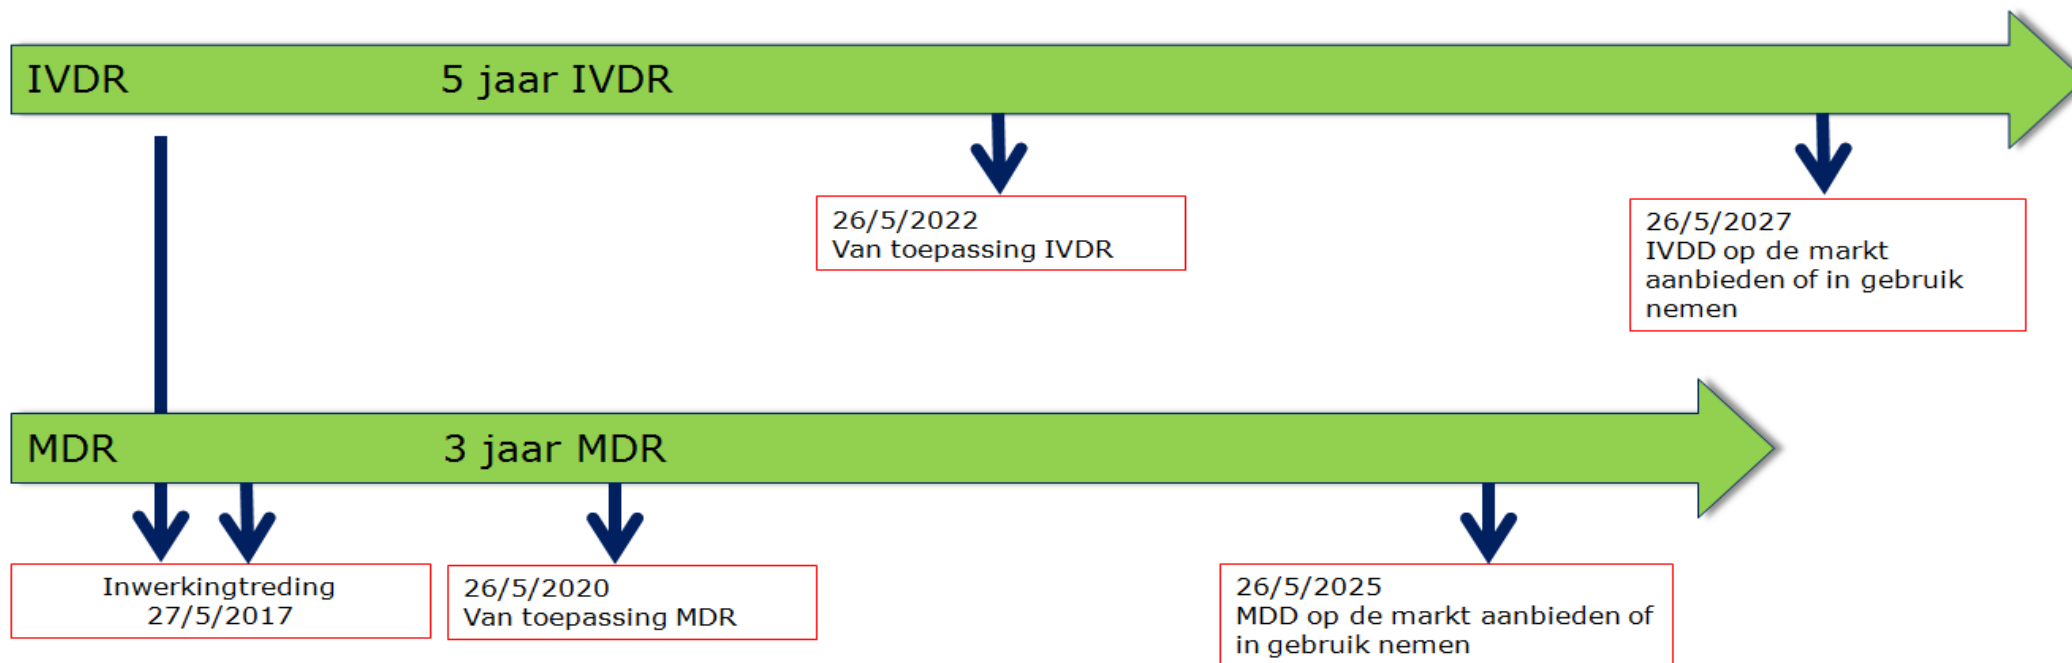 IVDR
5 jaar IVDR
26/5/2022
Van toepassing IVDR
26/5/2027
IVDD op de markt
aanbieden of in gebruik
nemen
MDR
3 jaar MDR
Inwerkingtreding
27/5/2017
26/5/2020
Van toepassing MDR
26/5/2025
MDD op de markt aanbieden of
in gebruik nemen